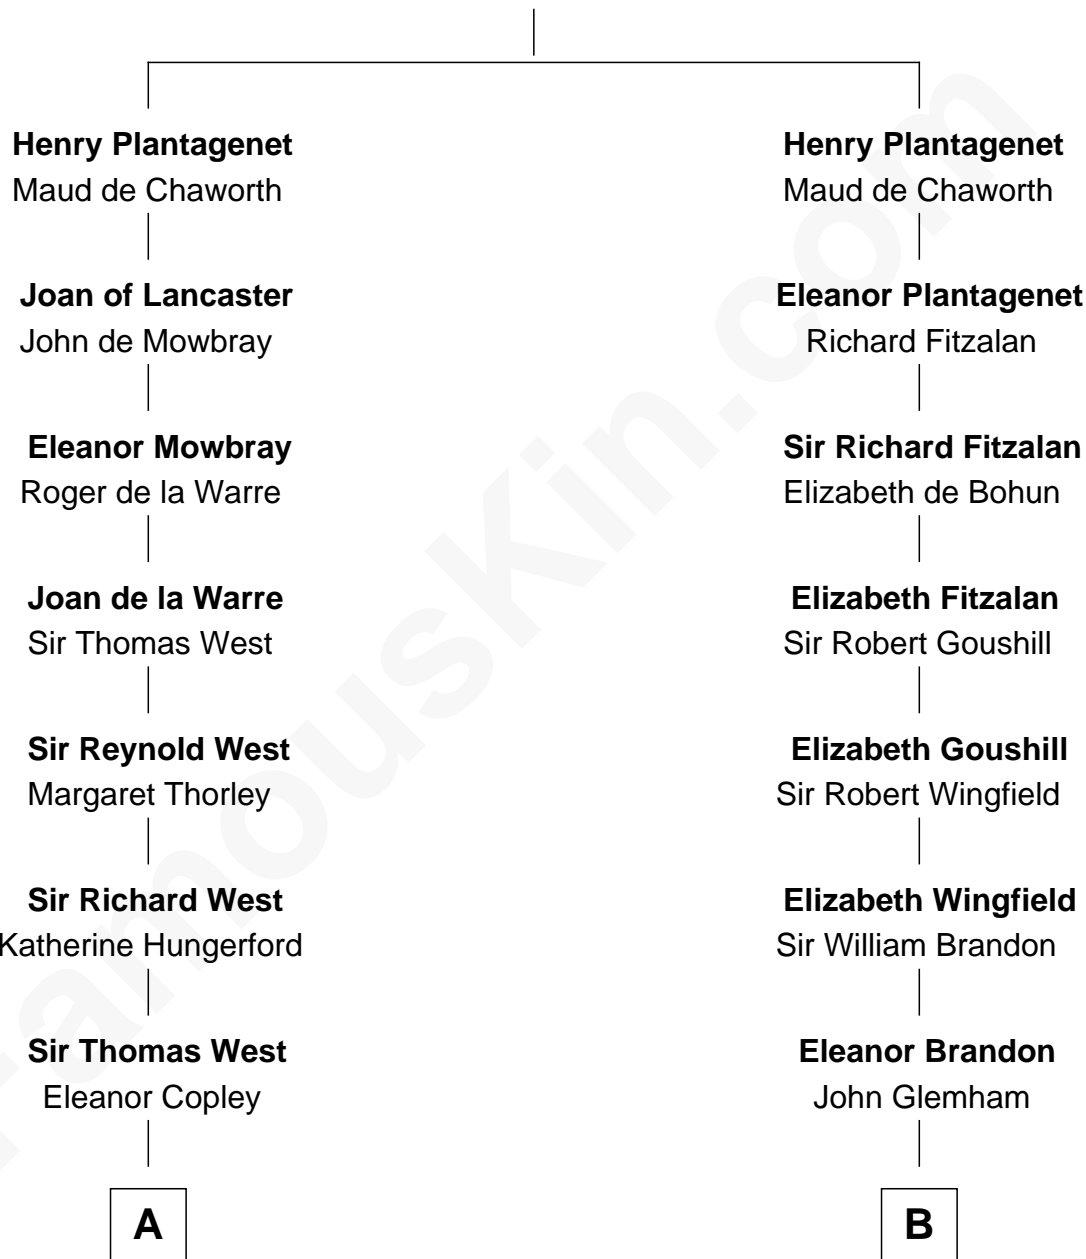 Henry Plantagenet
Maud de Chaworth
Joan of Lancaster
John de Mowbray
Eleanor Mowbray
Roger de la Warre
Joan de la Warre
Sir Thomas West
Sir Reynold West
Margaret Thorley
Sir Richard West
Katherine Hungerford
Sir Thomas West
Eleanor Copley
A
Henry Plantagenet
Maud de Chaworth
Eleanor Plantagenet
Richard Fitzalan
Sir Richard Fitzalan
Elizabeth de Bohun
Elizabeth Fitzalan
Sir Robert Goushill
Elizabeth Goushill
Sir Robert Wingfield
Elizabeth Wingfield
Sir William Brandon
Eleanor Brandon
John Glemham
B
FamousKin.com